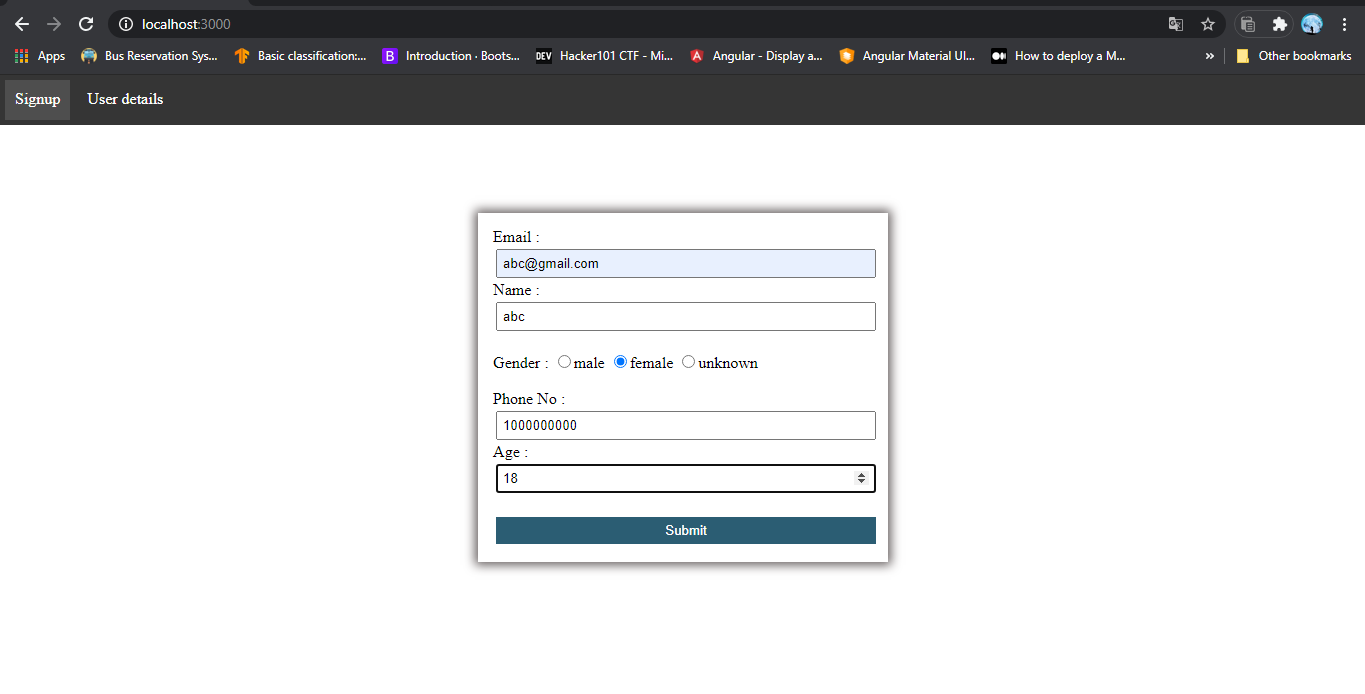 localhost:3000
Apps Bus Reservation Sys... Basic classification:... B Introduction · Boots... DEV Hacker101 CTF - Mi... Angular - Display a... Angular Material UI... How to deploy a M... » Other bookmarks
Signup User details
Email :
abc@gmail.com
Name :
abc
Gender : male female unknown
Phone No :
1000000000
Age :
18
Submit